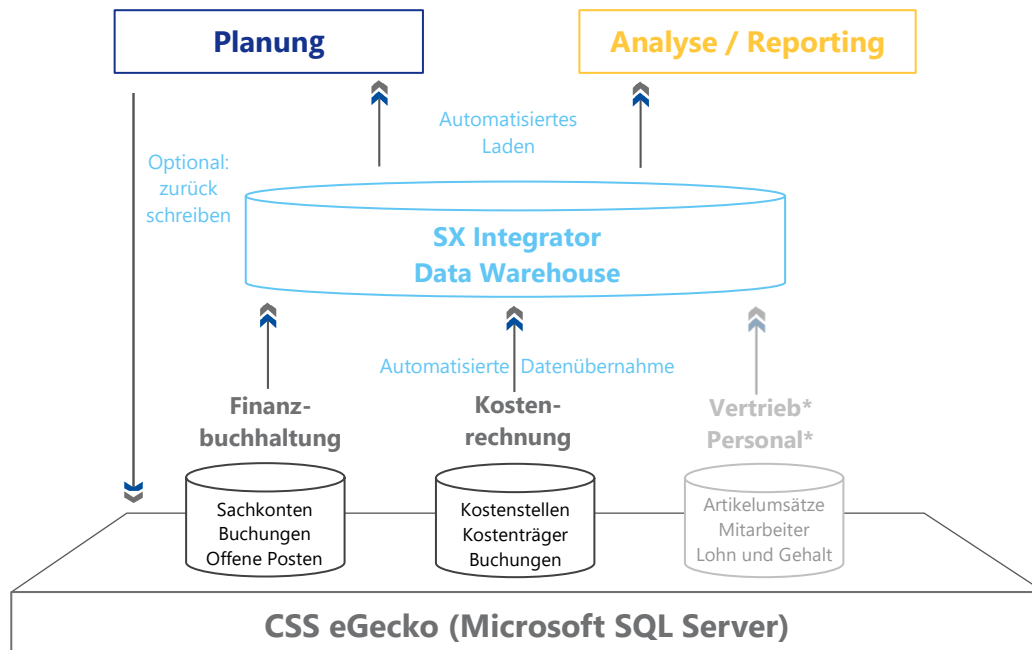 Planung
Analyse / Reporting
Automatisiertes
Laden
Optional:
zurück
schreiben
SX Integrator
Data Warehouse
Automatisierte Datenübernahme
Finanz-
buchhaltung
Kosten-
rechnung
Vertrieb*
Personal*
Sachkonten
Buchungen
Offene Posten
Kostenstellen
Kostenträger
Buchungen
Artikelumsätze
Mitarbeiter
Lohn und Gehalt
CSS eGecko (Microsoft SQL Server)